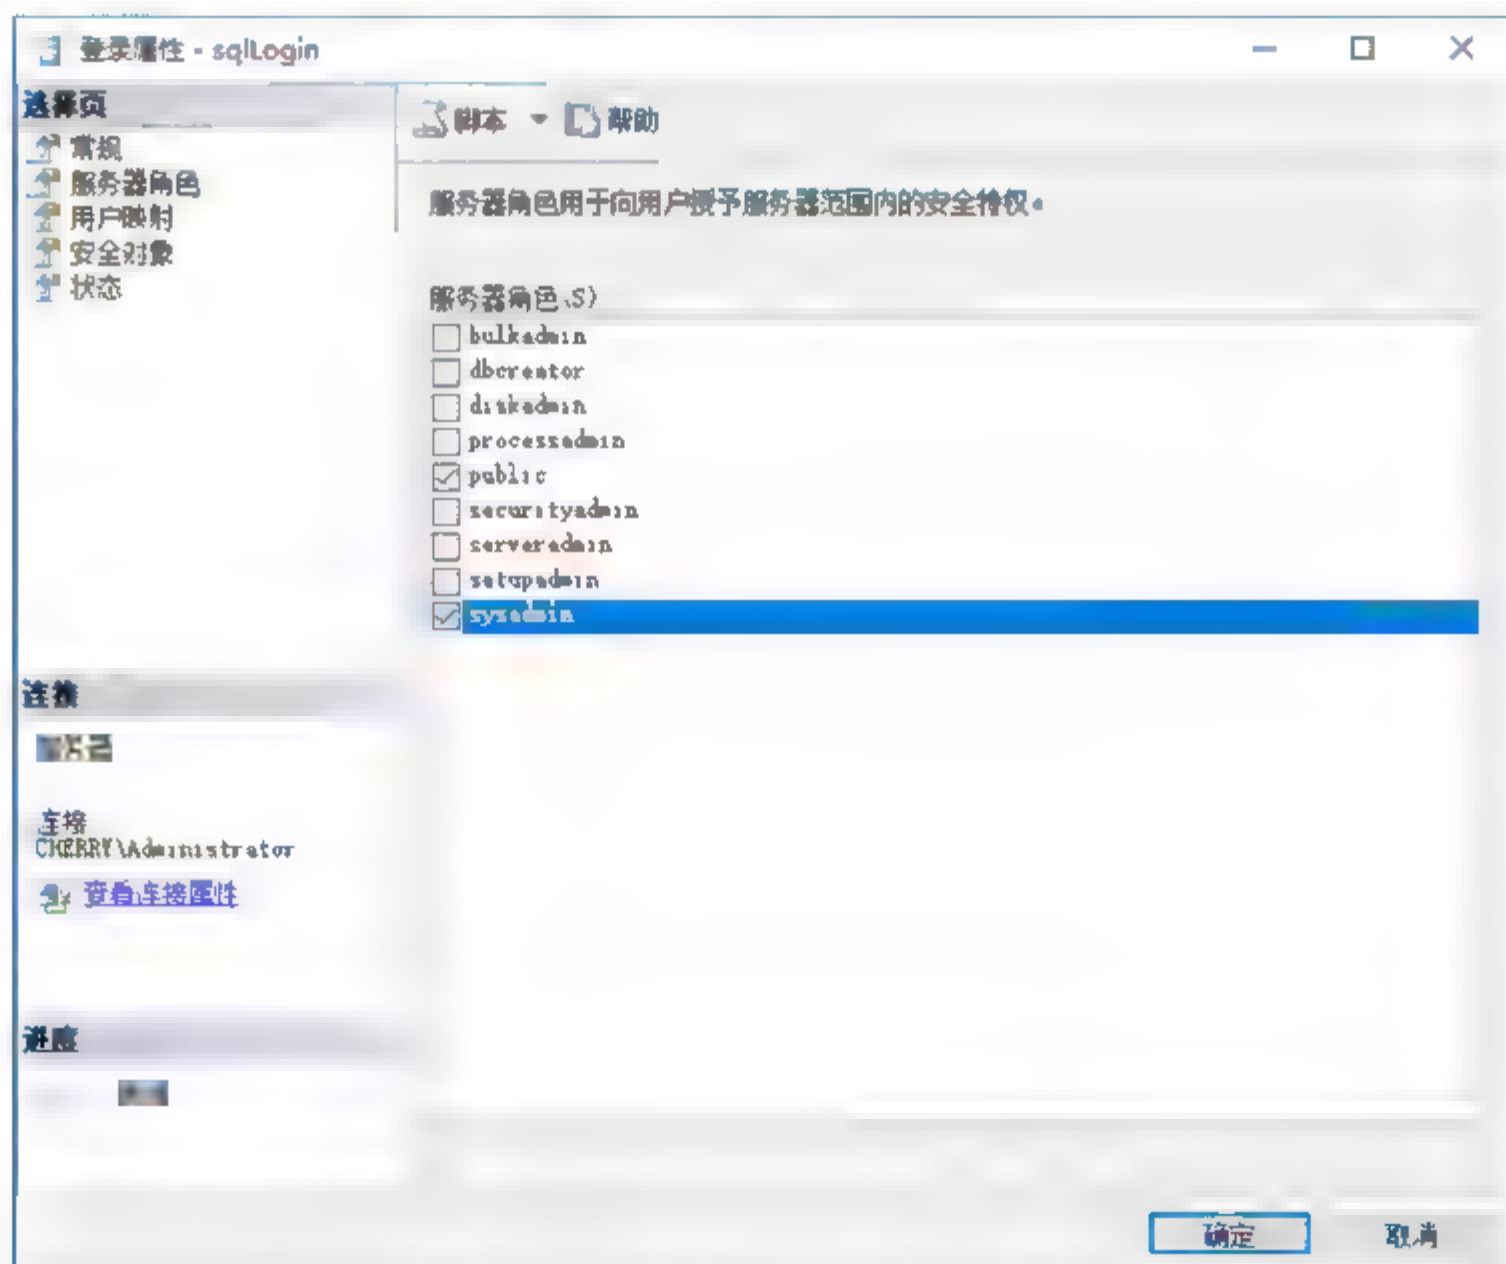 登录属性 - sqlLogin
选择页
常规
服务器角色
用户映射
安全对象
状态
脚本 帮助
服务器角色用于向用户授予服务器范围内的安全特权。
服务器角色(S)
bulkadmin
dbcreator
diskadmin
processadmin
public
securityadmin
serveradmin
setupadmin
sysadmin
连接
连接
CHERRY\Administrator
查看连接属性
进度
确定 取消